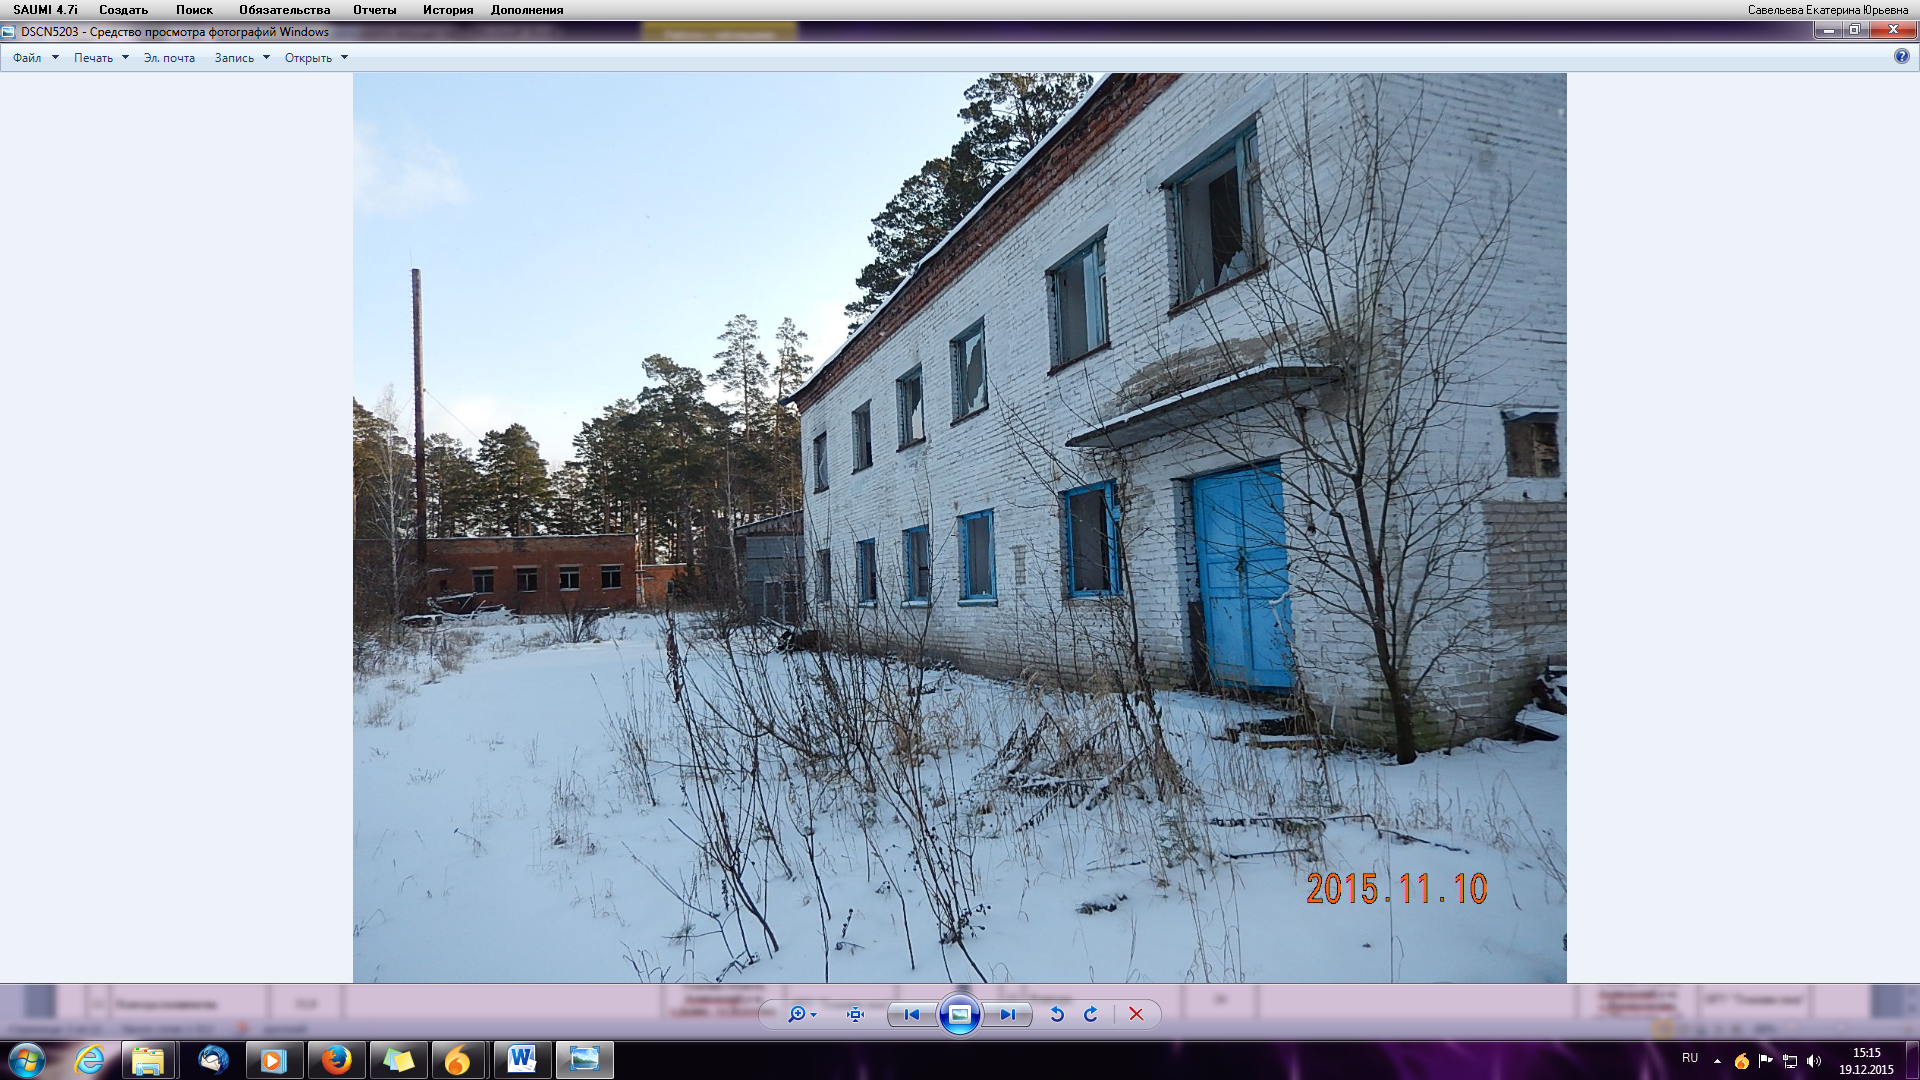 SAUMI 4.7i Создать Поиск Обязательства Отчеты История Дополнения Савельева Екатерина Юрьевна
DSCN5203 - Средство просмотра фотографий Windows
Файл Печать Эл. почта Запись Открыть
2015.11.10
RU 15:15
19.12.2015